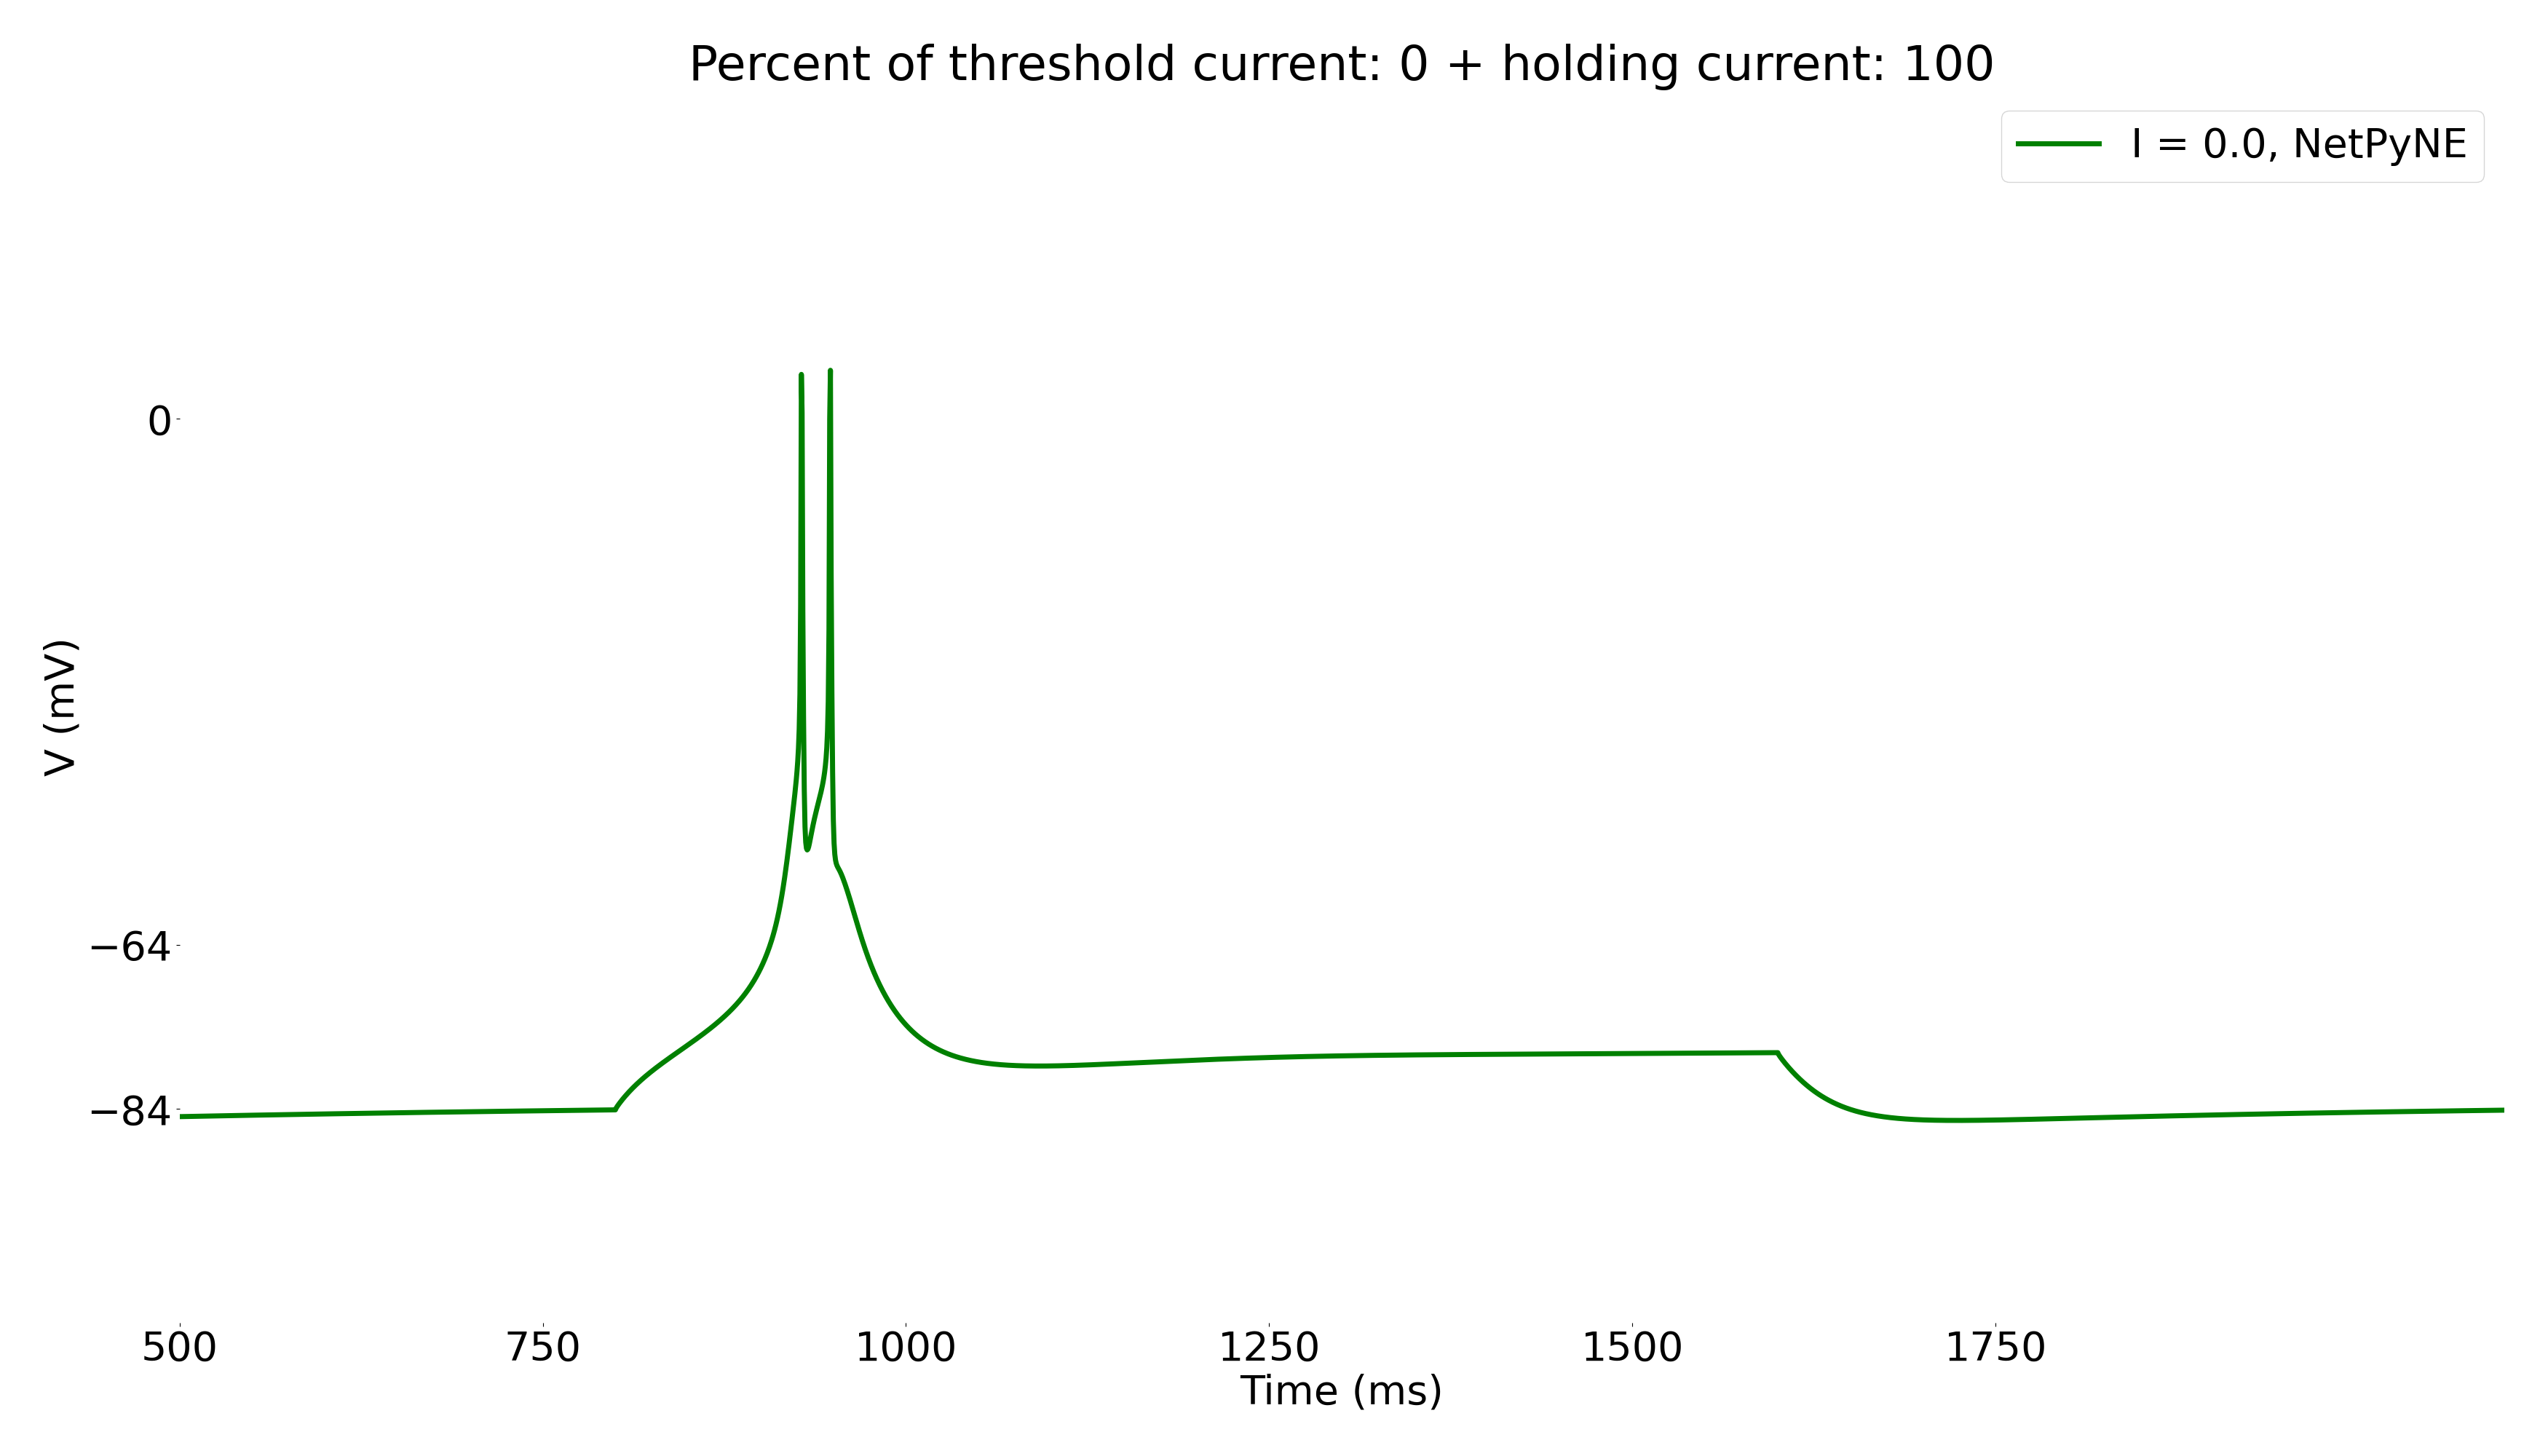 Percent of threshold current: 0 + holding current: 100
I = 0.0, NetPyNE
V (mV)
0
−64
−84
500 750 1000 1250 1500 1750
Time (ms)